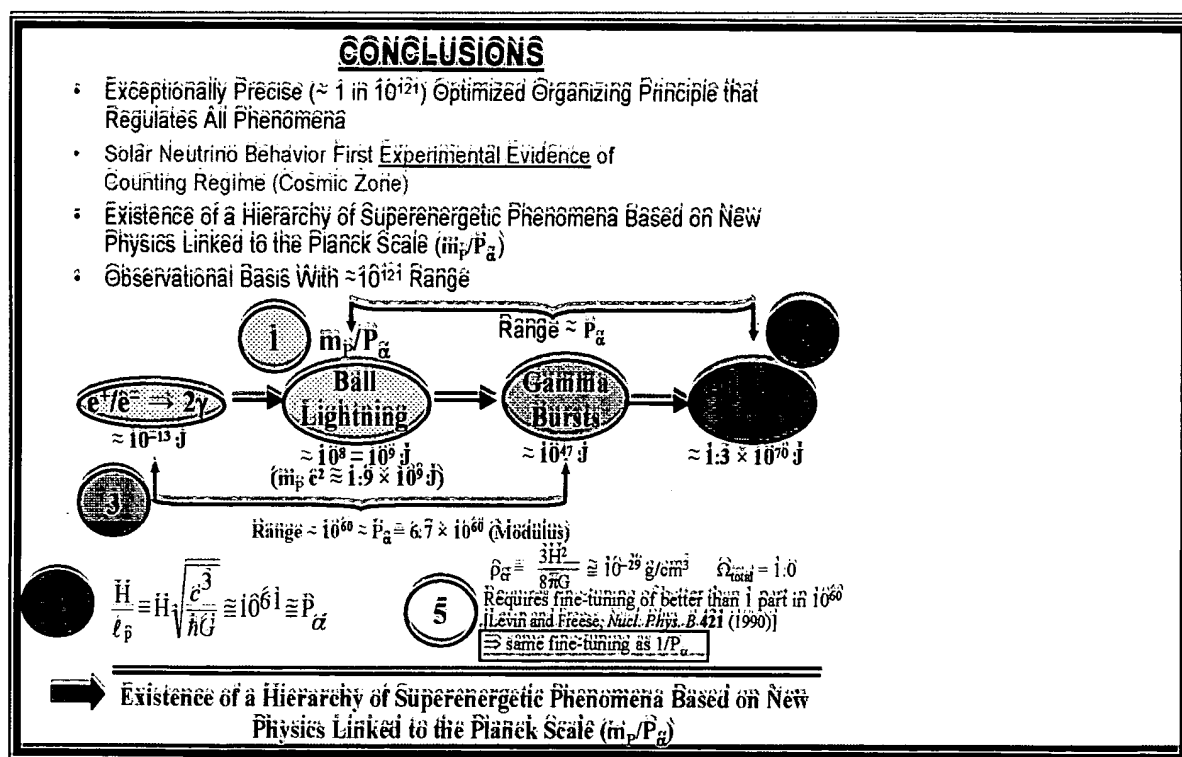 CONCLUSIONS
• Exceptionally Precise (~ 1 in 10¹²¹) Optimized Organizing Principle that
Regulates All Phenomena
• Solar Neutrino Behavior First Experimental Evidence of
Counting Regime (Cosmic Zone)
• Existence of a Hierarchy of Superenergetic Phenomena Based on New
Physics Linked to the Planck Scale (m_P/P_α)
• Observational Basis With ~10¹²¹ Range
1 m_P/P_α Range ~ P_α
e⁺/e⁻ → 2γ
Ball
Lightning
Gamma
Bursts
≈ 10⁻¹³ J
≈ 10⁸ – 10⁹ J
(m_P c² ≈ 1.9 × 10⁹ J)
≈ 10⁴⁷ J
≈ 1.3 × 10⁷⁰ J
3
Range ~ 10⁶⁰ ~ P_α = 6.7 × 10⁶⁰ (Modulus)
H/ℓ_P ≡ H√(c³/ħG) ≅ 10⁶¹ ≅ P_α
5
ρ_cr = 3H²/8πG ≅ 10⁻²⁹ g/cm³ Ω_total = 1.0
Requires fine-tuning of better than 1 part in 10⁶⁰
[Levin and Freese, Nucl. Phys. B 421 (1990)]
⇒ same fine-tuning as 1/P_α
Existence of a Hierarchy of Superenergetic Phenomena Based on New
Physics Linked to the Planck Scale (m_P/P_α)